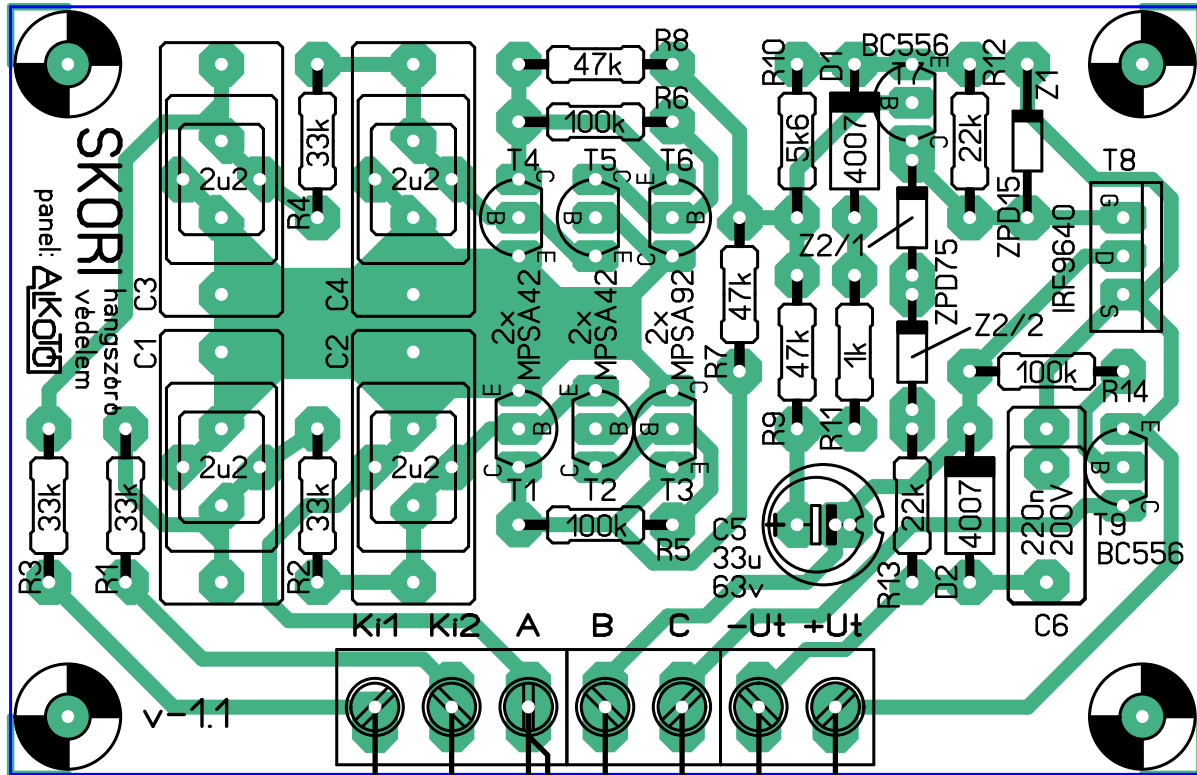 R8
47k
R6
100k
R10
5k6
D1
4007
BC556
T7
E
B
C
R12
22k
Z1
ZPD15
T8
G
D
S
IRF9640
SKORI
hangszóró
védelem
panel:
AKoTo
2u2
C3
33k
R4
2u2
C4
T4
C
B
E
T5
C
B
E
T6
E
B
C
2x
MPSA42
2x
MPSA42
2x
MPSA92
47k
R7
Z2/1
ZPD75
Z2/2
47k
R9
1k
R11
100k
R14
C1
2u2
C2
2u2
33k
R3
33k
R1
33k
R2
E
B
C
T1
B
C
T2
C
B
E
T3
100k
R5
C5
33u
63v
+
22k
R13
4007
D2
220n
200V
C6
E
B
C
T9
BC556
Ki1 Ki2 A B C -Ut +Ut
v-1.1